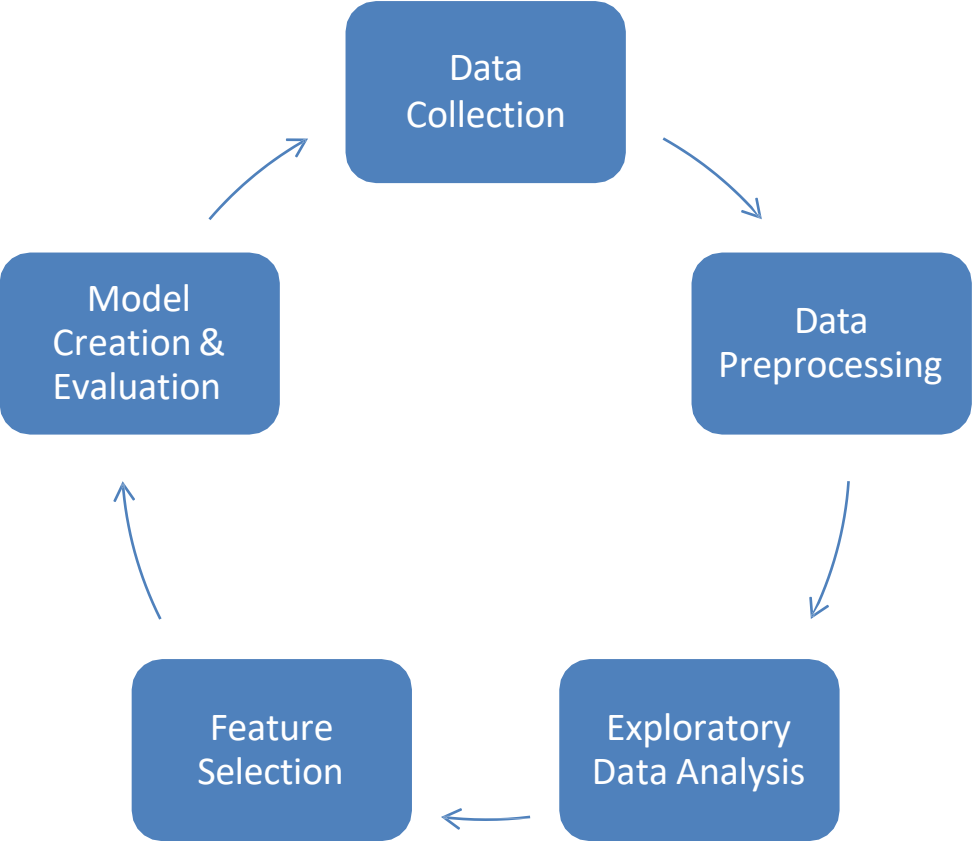 Data
Collection
Data
Preprocessing
Exploratory
Data Analysis
Feature
Selection
Model
Creation &
Evaluation